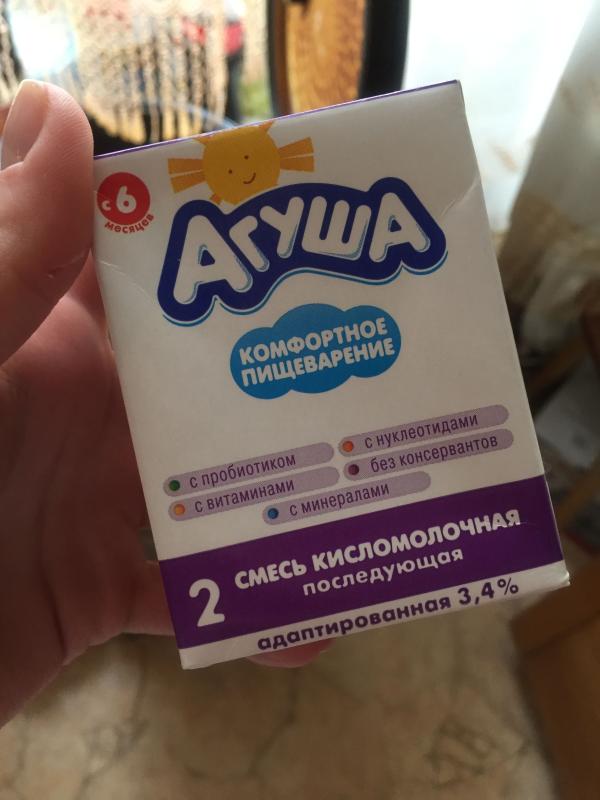 с 6
месяцев
АГУША
КОМФОРТНОЕ
ПИЩЕВАРЕНИЕ
с пробиотиком
с нуклеотидами
с витаминами
без консервантов
с минералами
2 СМЕСЬ КИСЛОМОЛОЧНАЯ
последующая
адаптированная 3,4%